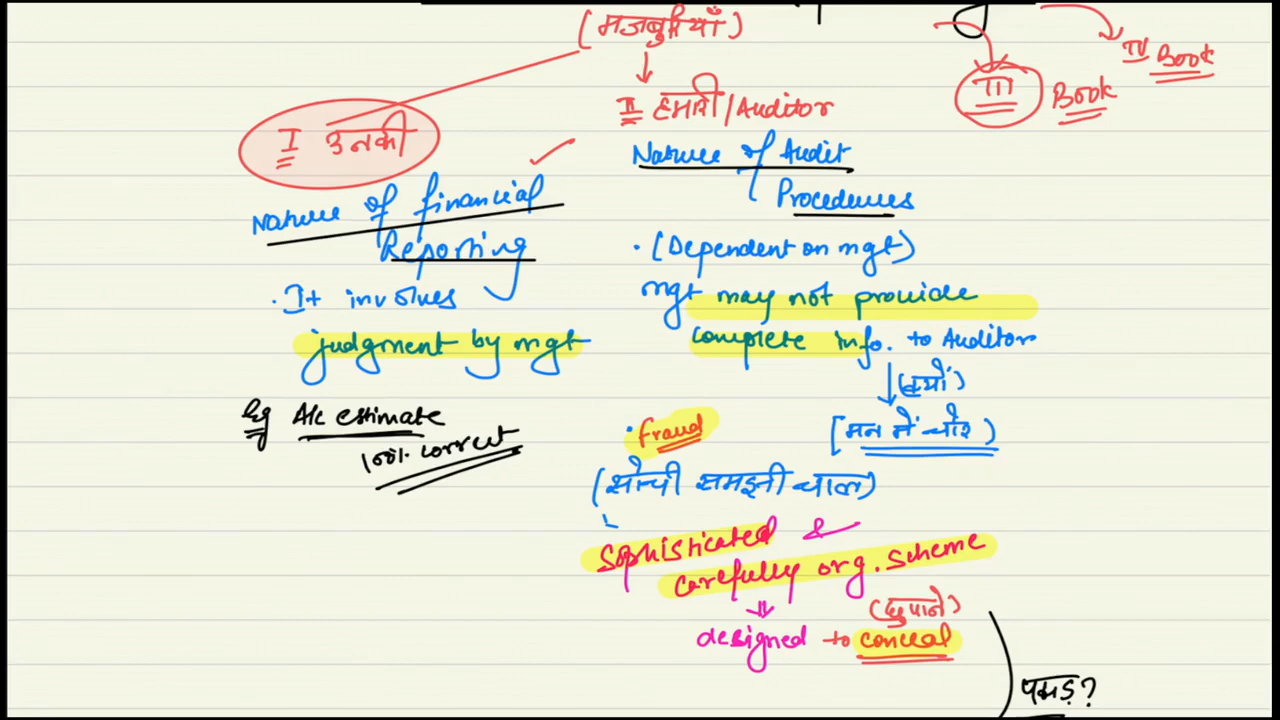 (मजबूरियाँ)
IV Book
III Book
I उनकी
II हमारी/Auditor
Nature of financial
Reporting
· It involves
judgment by mgt
Eg A/c estimate
100% correct
Nature of Audit
Procedures
· (Dependent on mgt)
mgt may not provide
complete info. to Auditor
(क्यों)
(मन में चोर)
· fraud
(सोची समझी चाल)
Sophisticated &
carefully org. scheme
(छुपाने)
designed to conceal
पकड़?